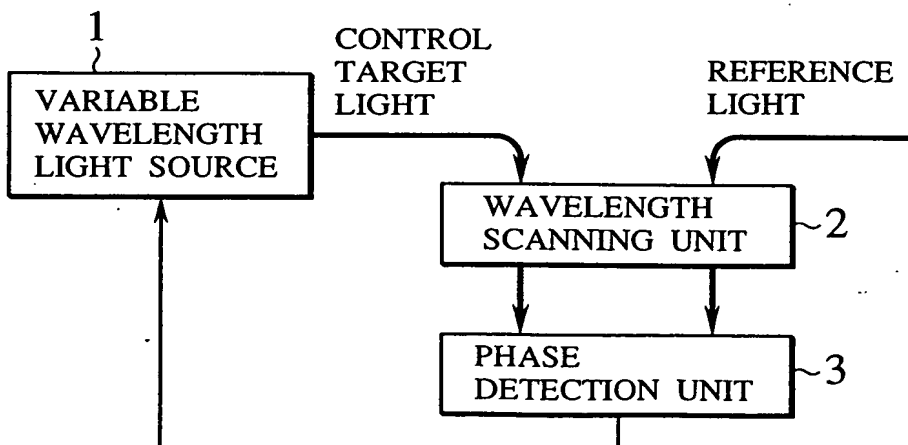 1
VARIABLE
WAVELENGTH
LIGHT SOURCE
CONTROL
TARGET
LIGHT
REFERENCE
LIGHT
WAVELENGTH
SCANNING UNIT
2
PHASE
DETECTION UNIT
3